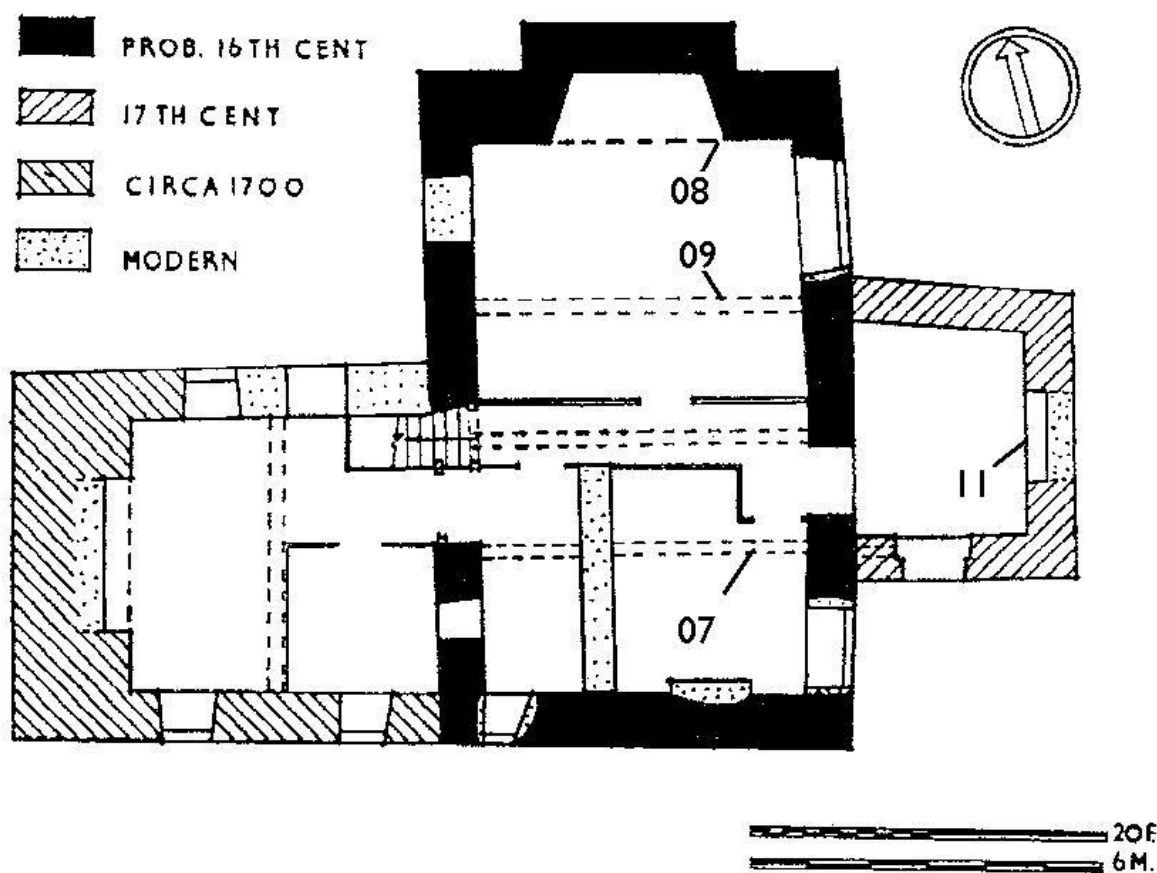 PROB. 16TH CENT
17TH CENT
CIRCA 1700
MODERN
08
09
11
07
20F.
6M.